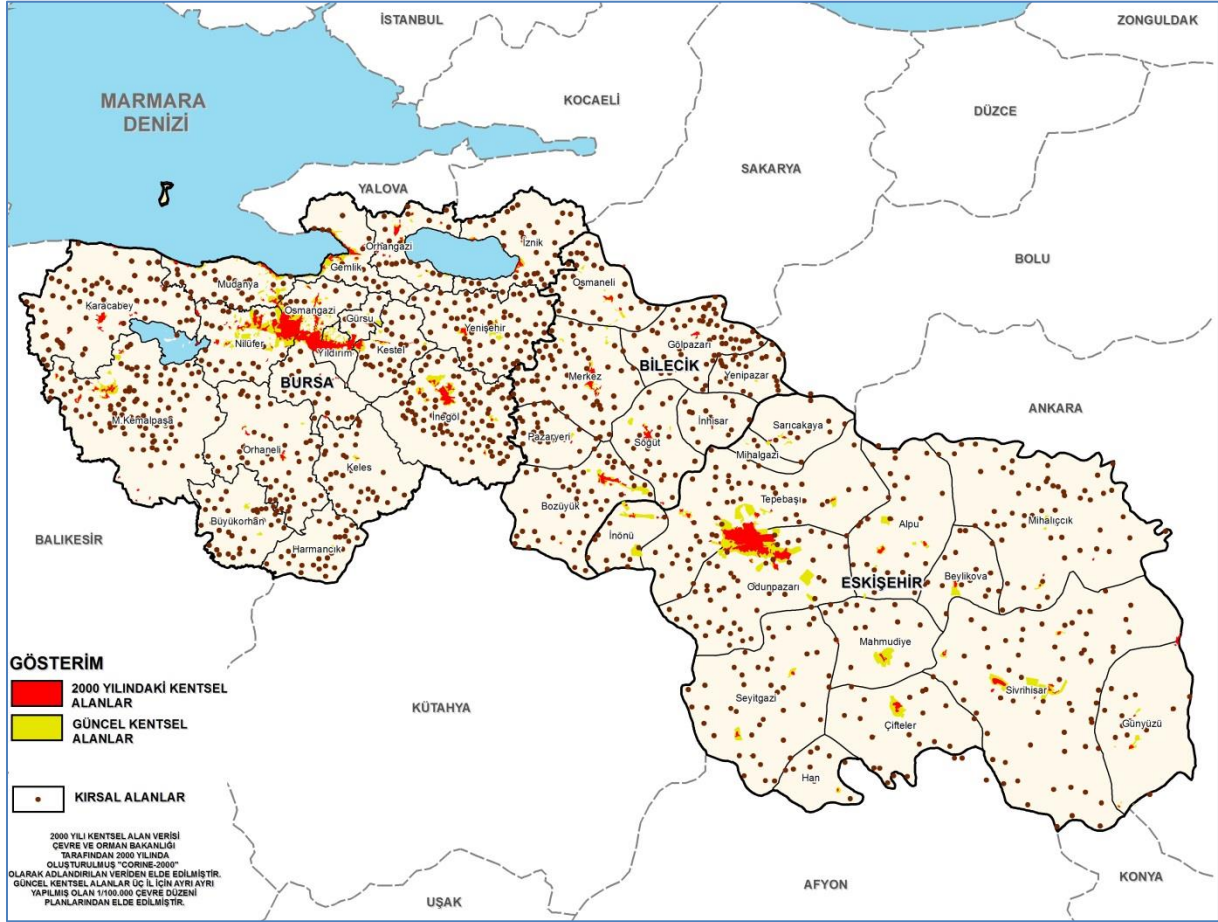 İSTANBUL
ZONGULDAK
MARMARA
DENİZİ
KOCAELİ
DÜZCE
SAKARYA
YALOVA
BOLU
Orhangazi
İznik
Gemlik
Osmaneli
Mudanya
Karacabey
Osmangazi
Gürsu
Yenişehir
Nilüfer
Yıldırım
Kestel
Gölpazarı
BİLECİK
Merkez
Yenipazar
BURSA
ANKARA
M.Kemalpaşa
İnegöl
İnhisar
Sarıcakaya
Pazaryeri
Söğüt
Orhaneli
Keles
Mihalgazi
Tepebaşı
Bozüyük
Büyükorhan
Alpu
Mihalıçcık
BALIKESİR
İnönü
Harmancık
Beylikova
Odunpazarı
ESKİŞEHİR
Mahmudiye
GÖSTERİM
2000 YILINDAKİ KENTSEL
ALANLAR
GÜNCEL KENTSEL
ALANLAR
KIRSAL ALANLAR
KÜTAHYA
Seyitgazi
Sivrihisar
Çifteler
Günyüzü
Han
2000 YILI KENTSEL ALAN VERİSİ
ÇEVRE VE ORMAN BAKANLIĞI
TARAFINDAN 2000 YILINDA
OLUŞTURULMUŞ "CORINE-2000"
OLARAK ADLANDIRILAN VERİDEN ELDE EDİLMİŞTİR.
GÜNCEL KENTSEL ALANLAR ÜÇ İL İÇİN AYRI AYRI
YAPILMIŞ OLAN 1/100.000 ÇEVRE DÜZENİ
PLANLARINDAN ELDE EDİLMİŞTİR.
UŞAK
AFYON
KONYA